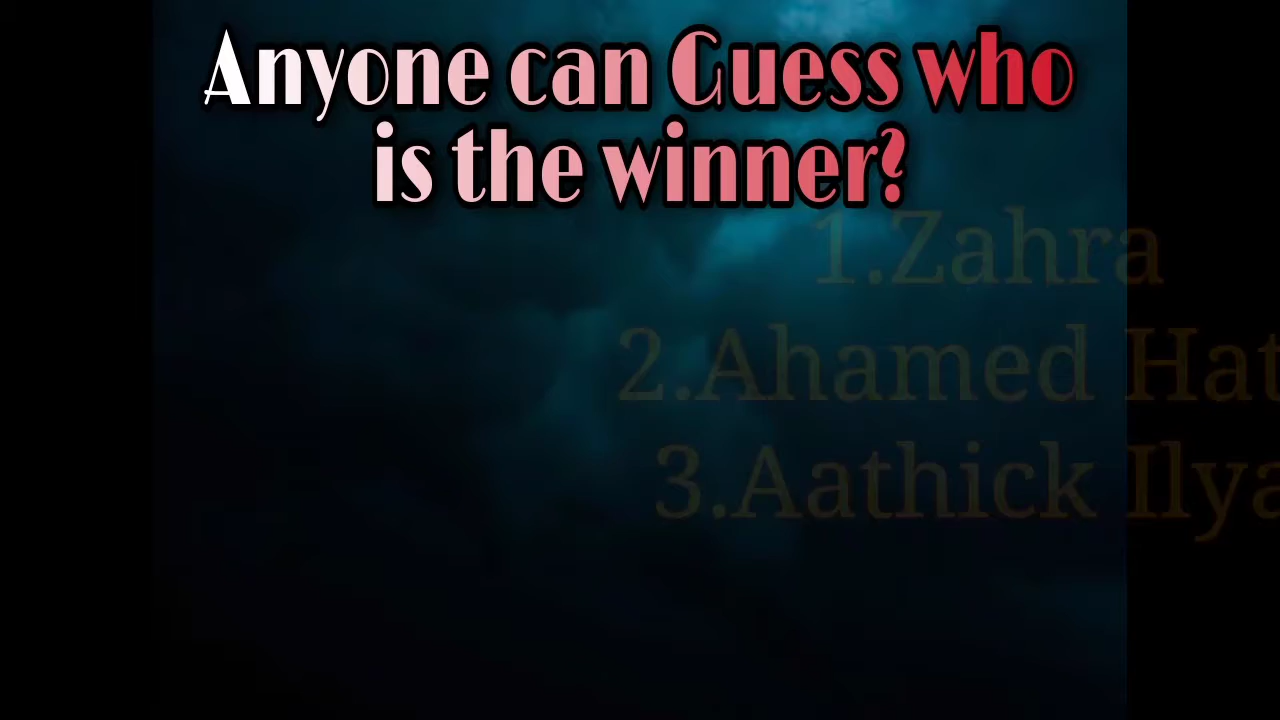 Anyone can Guess who
is the winner?
1.Zahra
2.Ahamed
3.Aathick